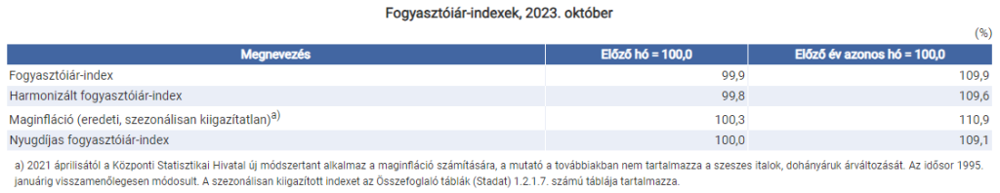 Fogyasztóiár-indexek, 2023. október
(%)
Megnevezés Előző hó = 100,0 Előző év azonos hó = 100,0
Fogyasztóiár-index 99,9 109,9
Harmonizált fogyasztóiár-index 99,8 109,6
Maginfláció (eredeti, szezonálisan kiigazítatlan)a) 100,3 110,9
Nyugdíjas fogyasztóiár-index 100,0 109,1
a) 2021 áprilisától a Központi Statisztikai Hivatal új módszertant alkalmaz a maginfláció számítására, a mutató a továbbiakban nem tartalmazza a szeszes italok, dohányáruk árváltozását. Az idősor 1995.
januárig visszamenőlegesen módosult. A szezonálisan kiigazított indexet az Összefoglaló táblák (Stadat) 1.2.1.7. számú táblája tartalmazza.